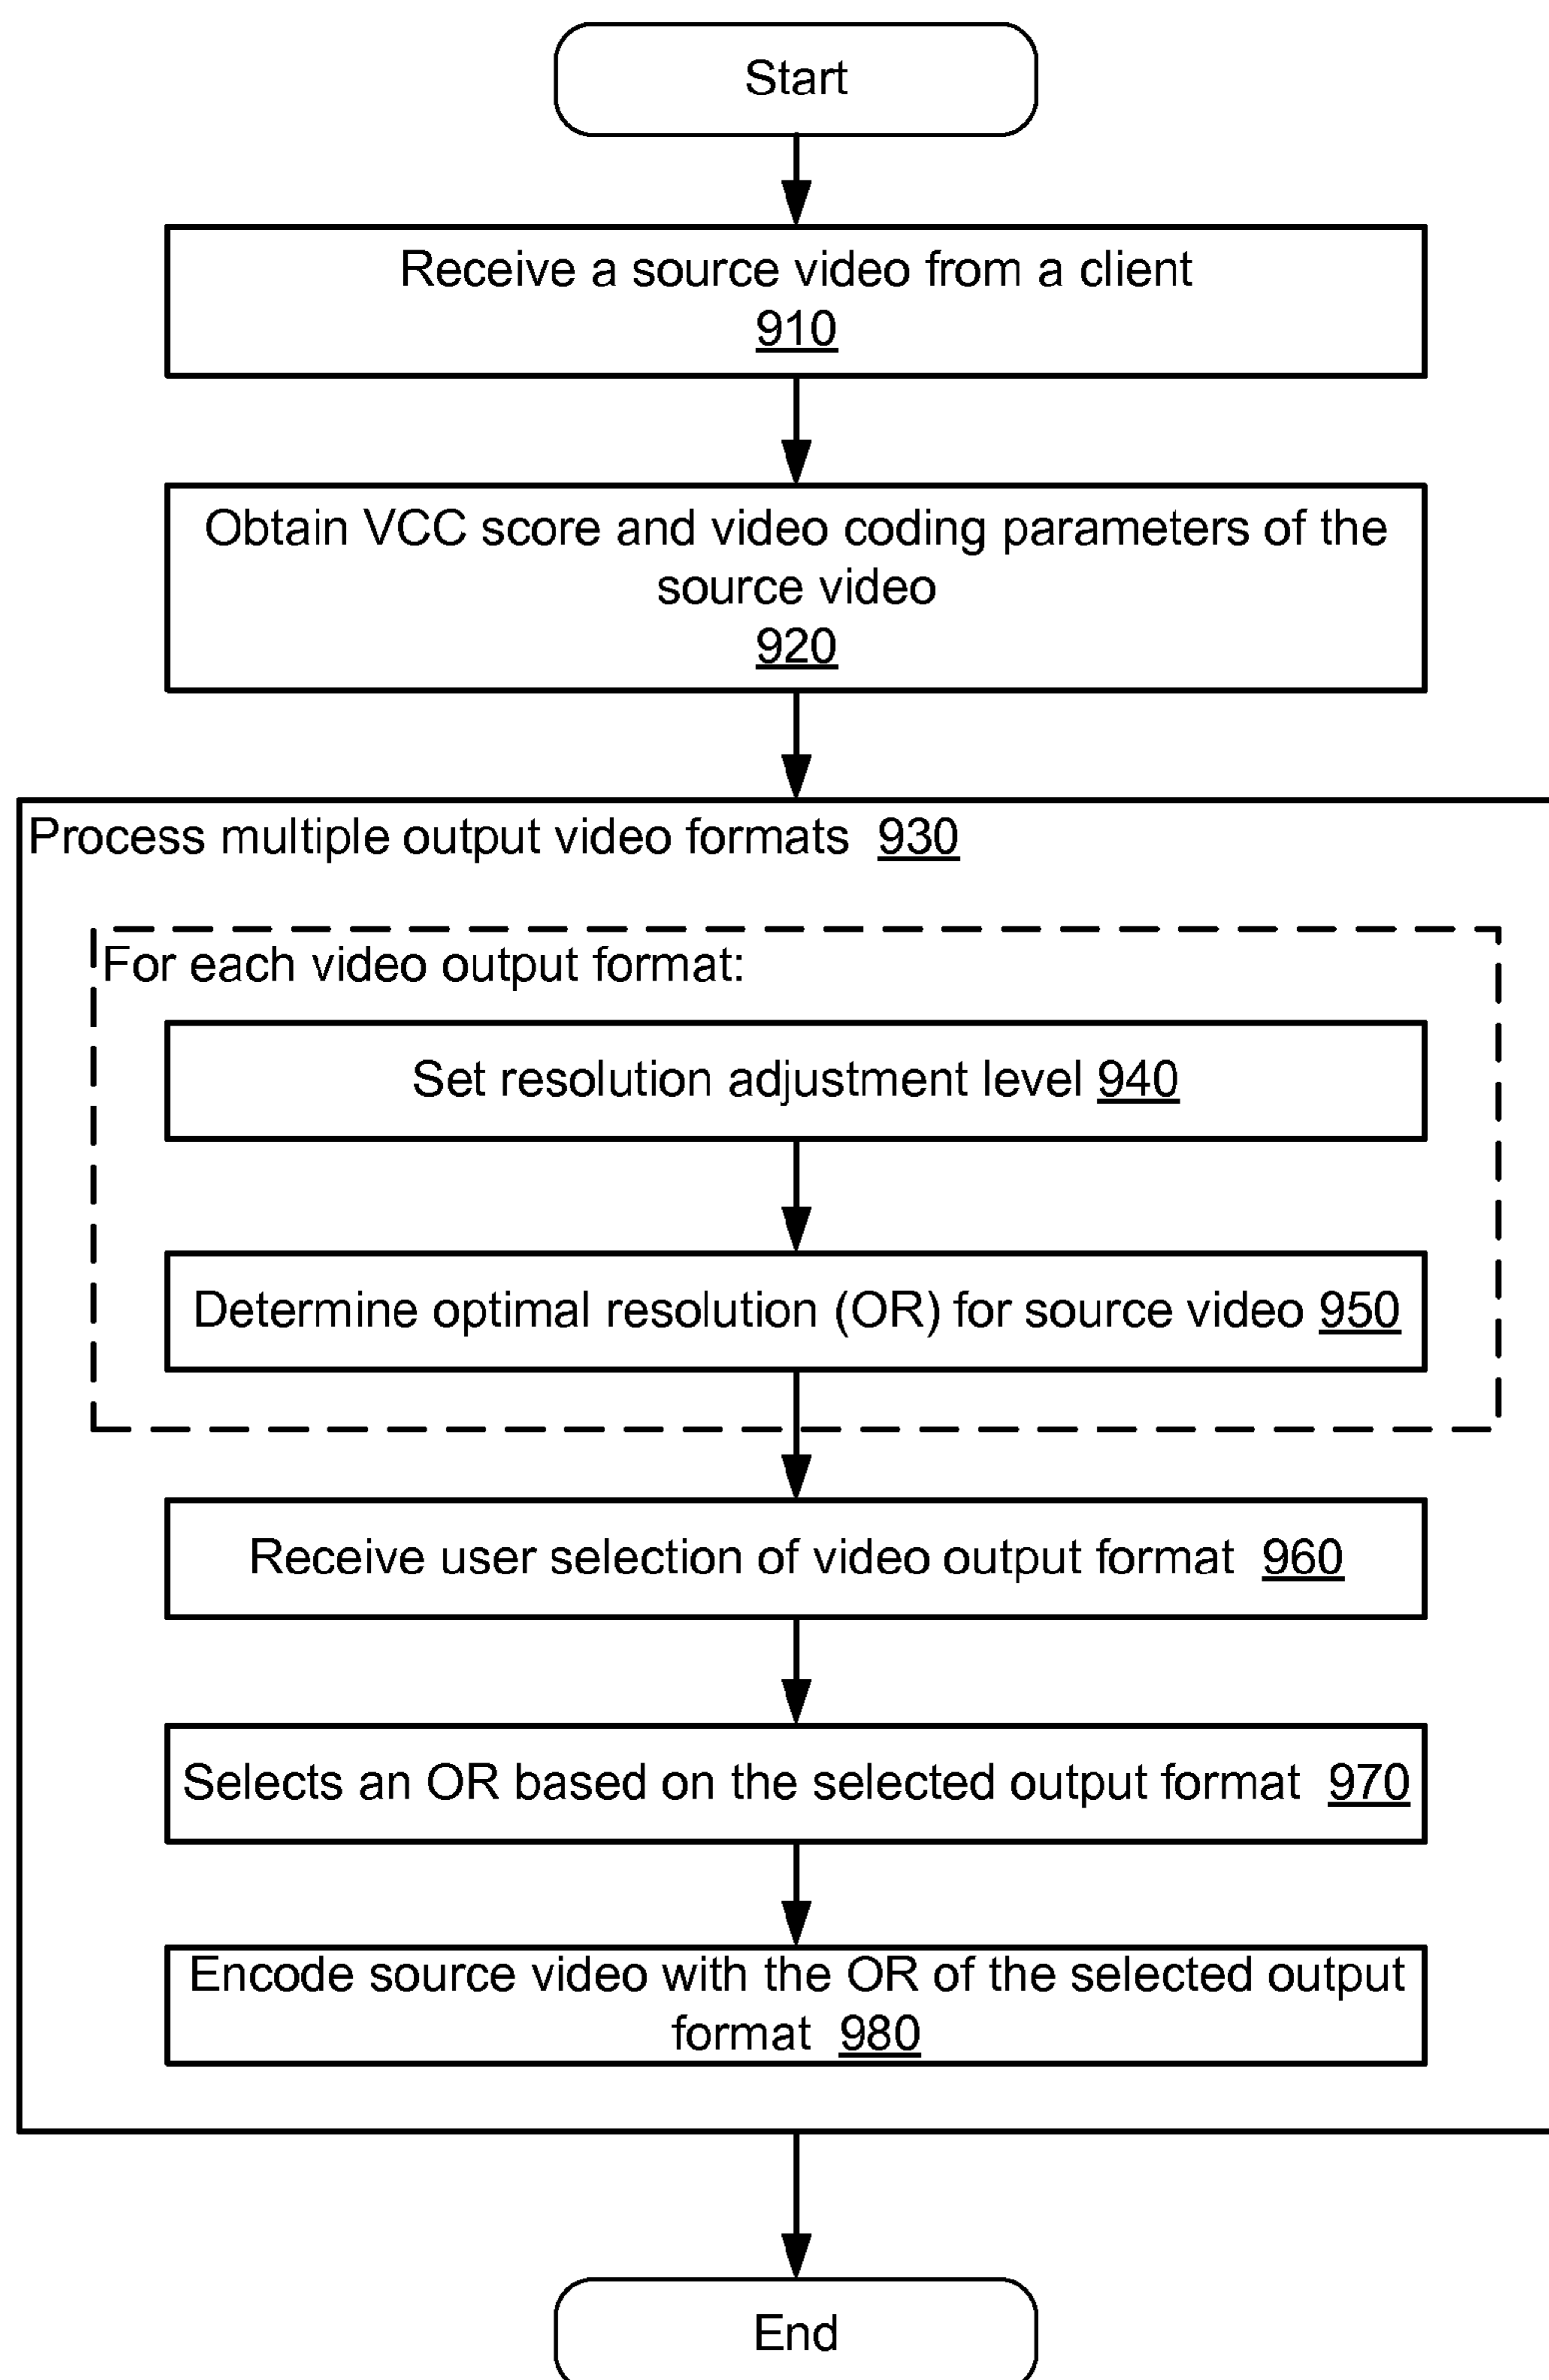 Start
Receive a source video from a client
910
Obtain VCC score and video coding parameters of the
source video
920
Process multiple output video formats 930
For each video output format:
Set resolution adjustment level 940
Determine optimal resolution (OR) for source video 950
Receive user selection of video output format 960
Selects an OR based on the selected output format 970
Encode source video with the OR of the selected output
format 980
End